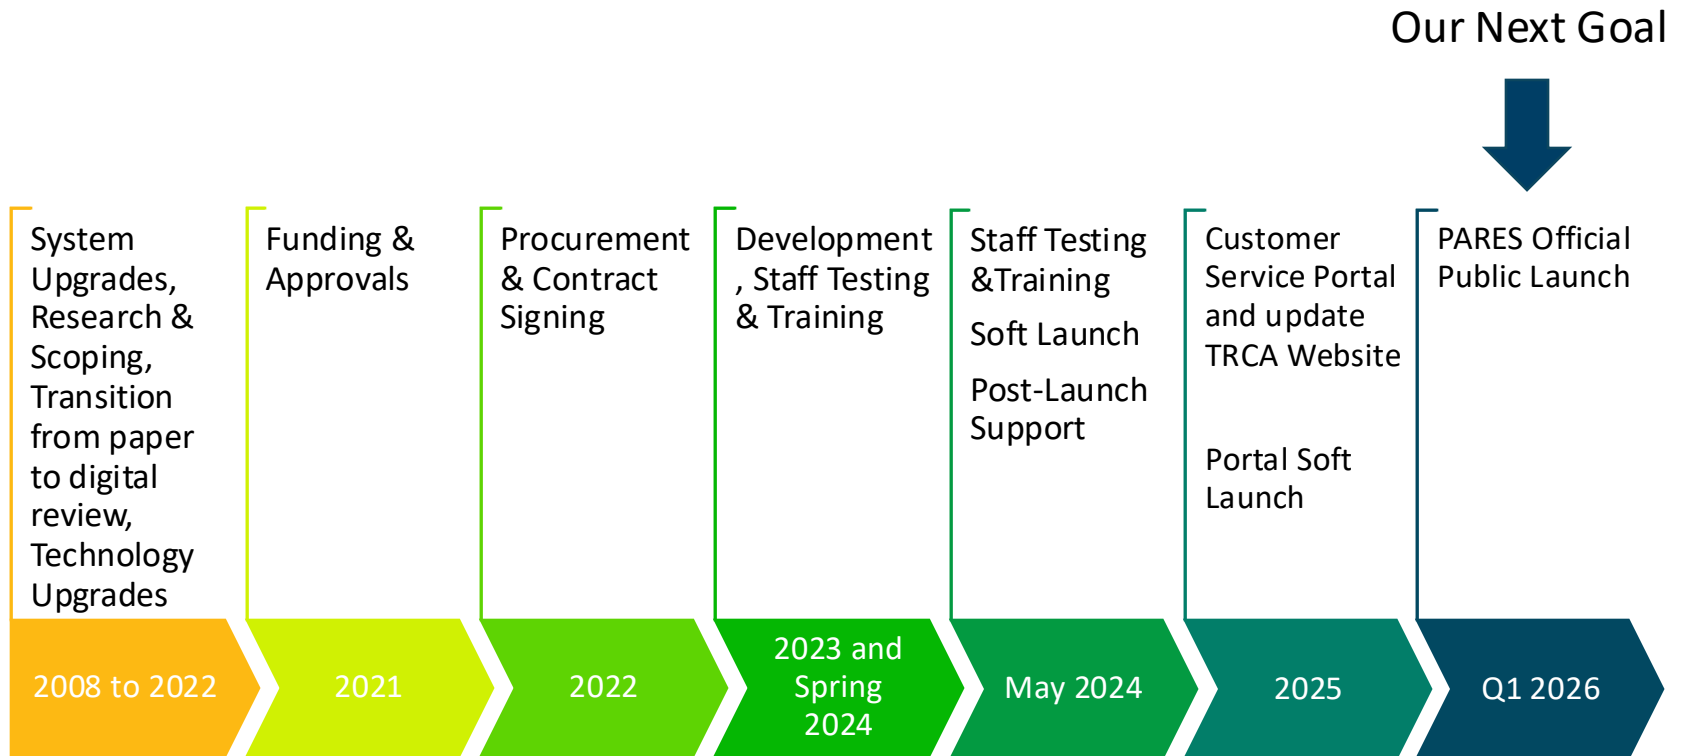 Our Next Goal
System
Upgrades,
Research &
Scoping,
Transition
from paper
to digital
review,
Technology
Upgrades
2008 to 2022
Funding &
Approvals
2021
Procurement
& Contract
Signing
2022
Development
, Staff Testing
& Training
2023 and
Spring
2024
Staff Testing
&Training
Soft Launch
Post-Launch
Support
May 2024
Customer
Service Portal
and update
TRCA Website
Portal Soft
Launch
2025
PARES Official
Public Launch
Q1 2026